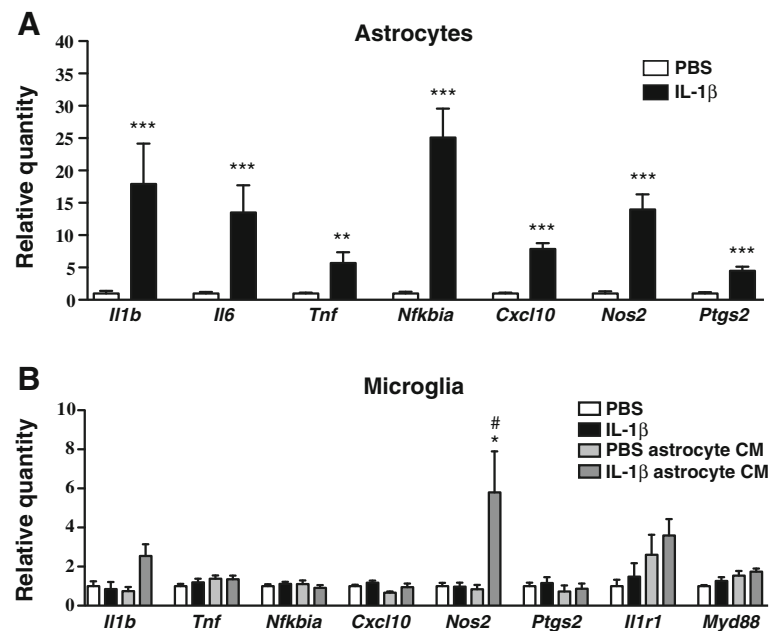 A
Astrocytes
Relative quantity
40
35
30
25
20
15
10
5
0
PBS
IL-1β
***
***
**
***
***
***
***
Il1b Il6 Tnf Nfkbia Cxcl10 Nos2 Ptgs2
B
Microglia
Relative quantity
10
8
6
4
2
0
PBS
IL-1β
PBS astrocyte CM
IL-1β astrocyte CM
#
*
Il1b Tnf Nfkbia Cxcl10 Nos2 Ptgs2 Il1r1 Myd88